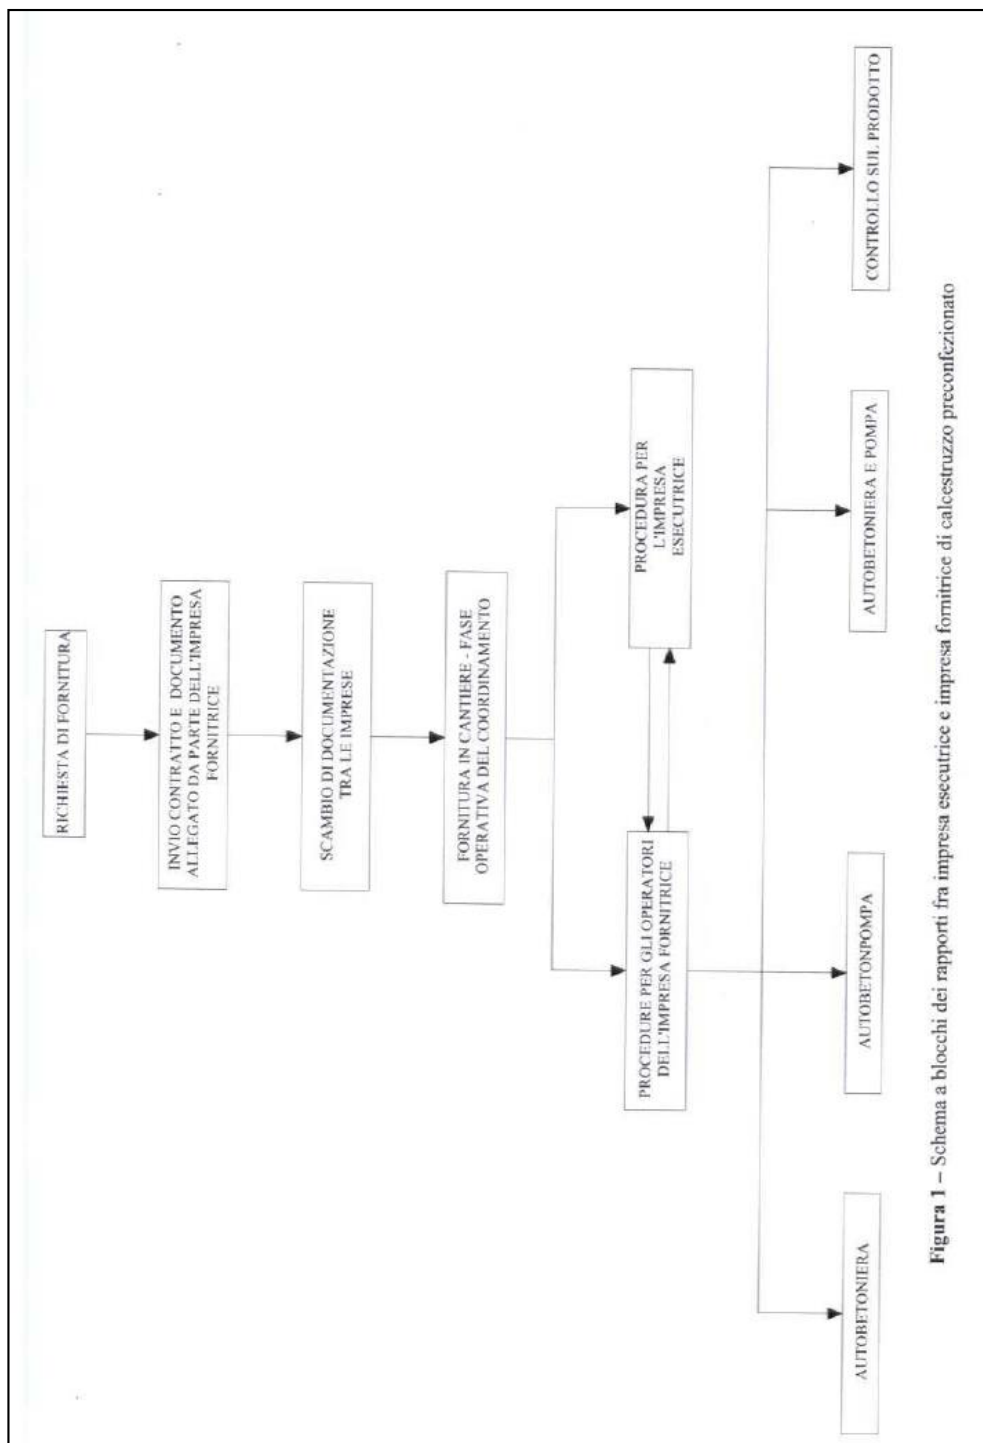 RICHIESTA DI FORNITURA
INVIO CONTRATTO E DOCUMENTO
ALLEGATO DA PARTE DELL'IMPRESA
FORNITRICE
SCAMBIO DI DOCUMENTAZIONE
TRA LE IMPRESE
FORNITURA IN CANTIERE - FASE
OPERATIVA DEL COORDINAMENTO
PROCEDURE PER GLI OPERATORI
DELL'IMPRESA FORNITRICE
PROCEDURA PER
L'IMPRESA
ESECUTRICE
AUTOBETONIERA
AUTOBETONPOMPA
AUTOBETONIERA E POMPA
CONTROLLO SUL PRODOTTO
Figura 1 – Schema a blocchi dei rapporti fra impresa esecutrice e impresa fornitrice di calcestruzzo preconfezionato